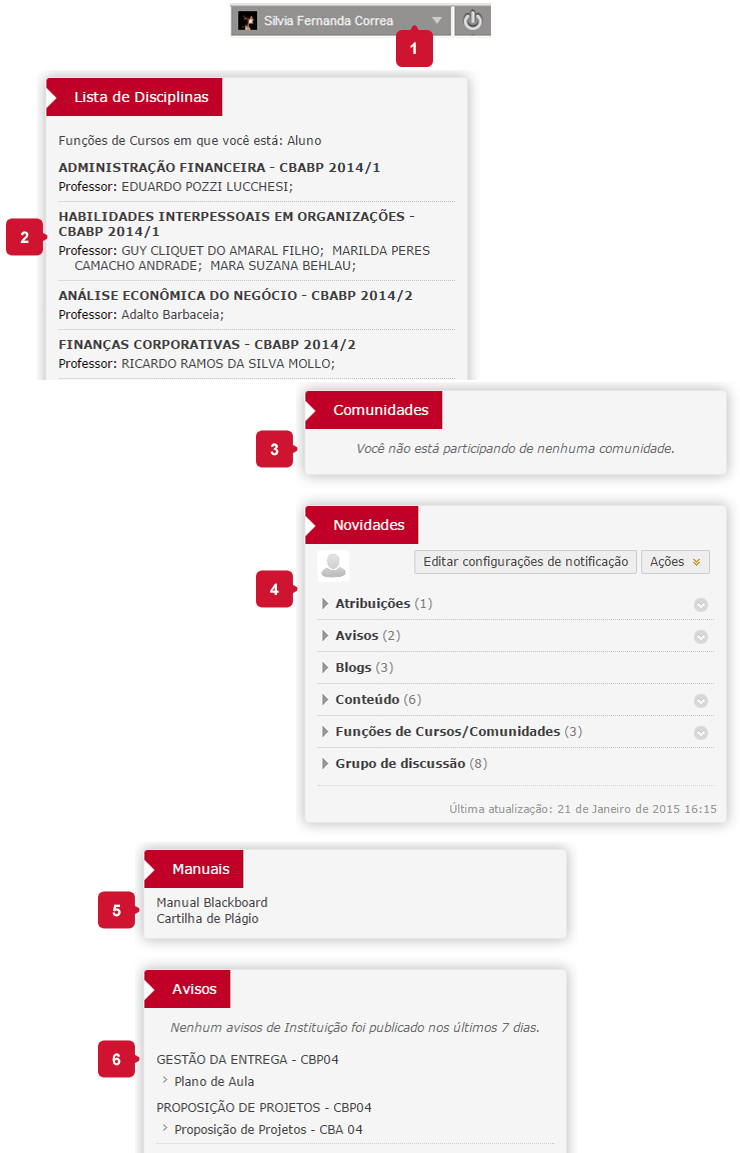 Silvia Fernanda Correa
1
Lista de Disciplinas
Funções de Cursos em que você está: Aluno
ADMINISTRAÇÃO FINANCEIRA - CBABP 2014/1
Professor: EDUARDO POZZI LUCCHESI;
2
HABILIDADES INTERPESSOAIS EM ORGANIZAÇÕES -
CBABP 2014/1
Professor: GUY CLIQUET DO AMARAL FILHO; MARILDA PERES
CAMACHO ANDRADE; MARA SUZANA BEHLAU;
ANÁLISE ECONÔMICA DO NEGÓCIO - CBABP 2014/2
Professor: Adalto Barbaceia;
FINANÇAS CORPORATIVAS - CBABP 2014/2
Professor: RICARDO RAMOS DA SILVA MOLLO;
Comunidades
3
Você não está participando de nenhuma comunidade.
Novidades
Editar configurações de notificação
Ações
4
Atribuições (1)
Avisos (2)
Blogs (3)
Conteúdo (6)
Funções de Cursos/Comunidades (3)
Grupo de discussão (8)
Última atualização: 21 de Janeiro de 2015 16:15
Manuais
5
Manual Blackboard
Cartilha de Plágio
Avisos
Nenhum avisos de Instituição foi publicado nos últimos 7 dias.
6
GESTÃO DA ENTREGA - CBP04
Plano de Aula
PROPOSIÇÃO DE PROJETOS - CBP04
Proposição de Projetos - CBA 04